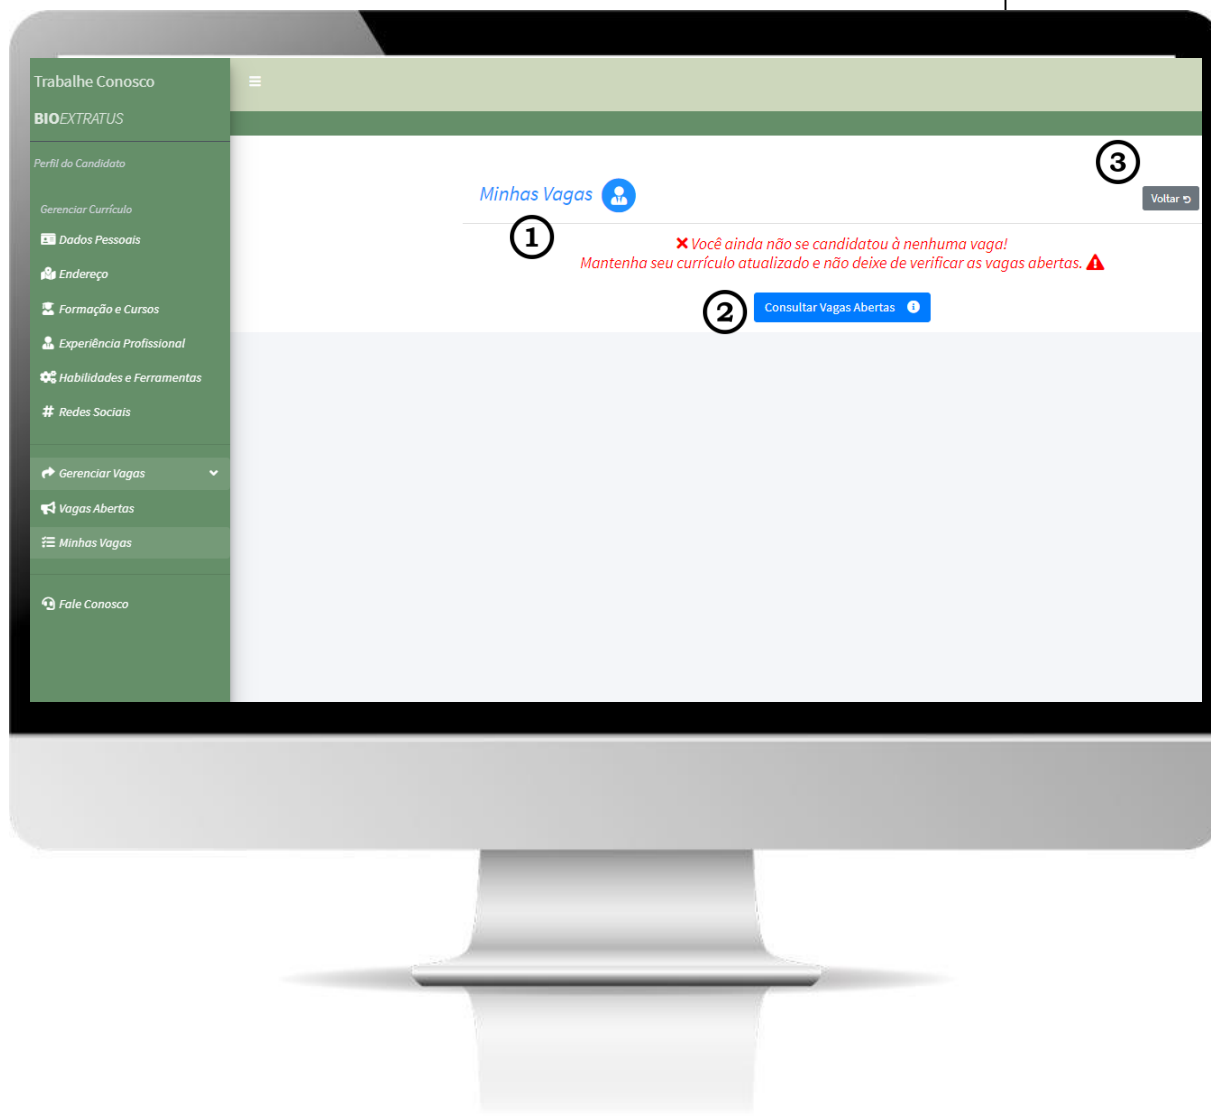 Trabalhe Conosco
BIOEXTRATUS
Perfil do Candidato
Gerenciar Currículo
Dados Pessoais
Endereço
Formação e Cursos
Experiência Profissional
Habilidades e Ferramentas
# Redes Sociais
Gerenciar Vagas
Vagas Abertas
Minhas Vagas
Fale Conosco
3
Minhas Vagas
Voltar
1
Você ainda não se candidatou à nenhuma vaga!
Mantenha seu currículo atualizado e não deixe de verificar as vagas abertas.
2
Consultar Vagas Abertas